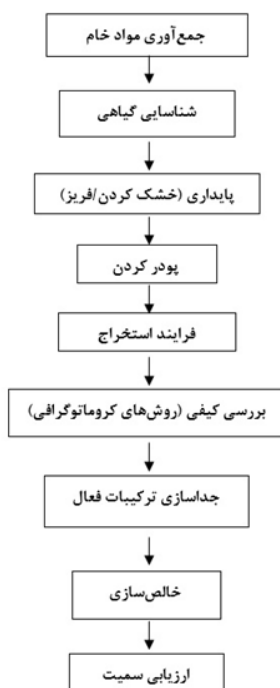 جمع‌آوری مواد خام
شناسایی گیاهی
پایداری (خشک کردن/فریز)
پودر کردن
فرایند استخراج
بررسی کیفی (روش‌های کروماتوگرافی)
جداسازی ترکیبات فعال
خالص‌سازی
ارزیابی سمیت